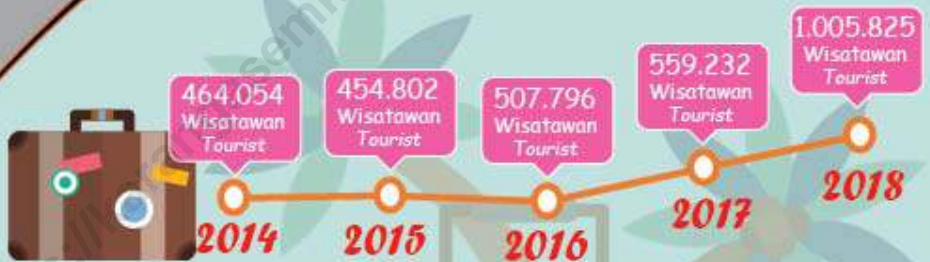 464.054
Wisatawan
Tourist
2014
454.802
Wisatawan
Tourist
2015
507.796
Wisatawan
Tourist
2016
559.232
Wisatawan
Tourist
2017
1.005.825
Wisatawan
Tourist
2018